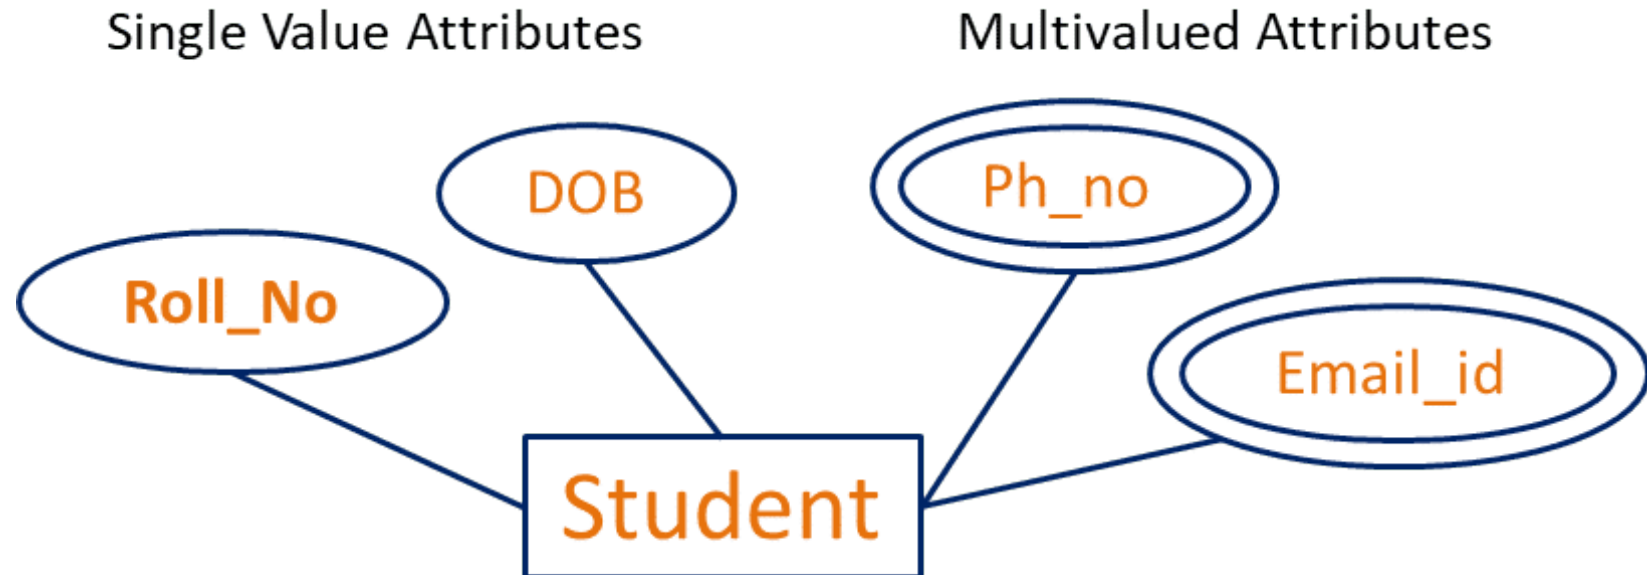 Single Value Attributes
Multivalued Attributes
DOB
Ph_no
Roll_No
Email_id
Student